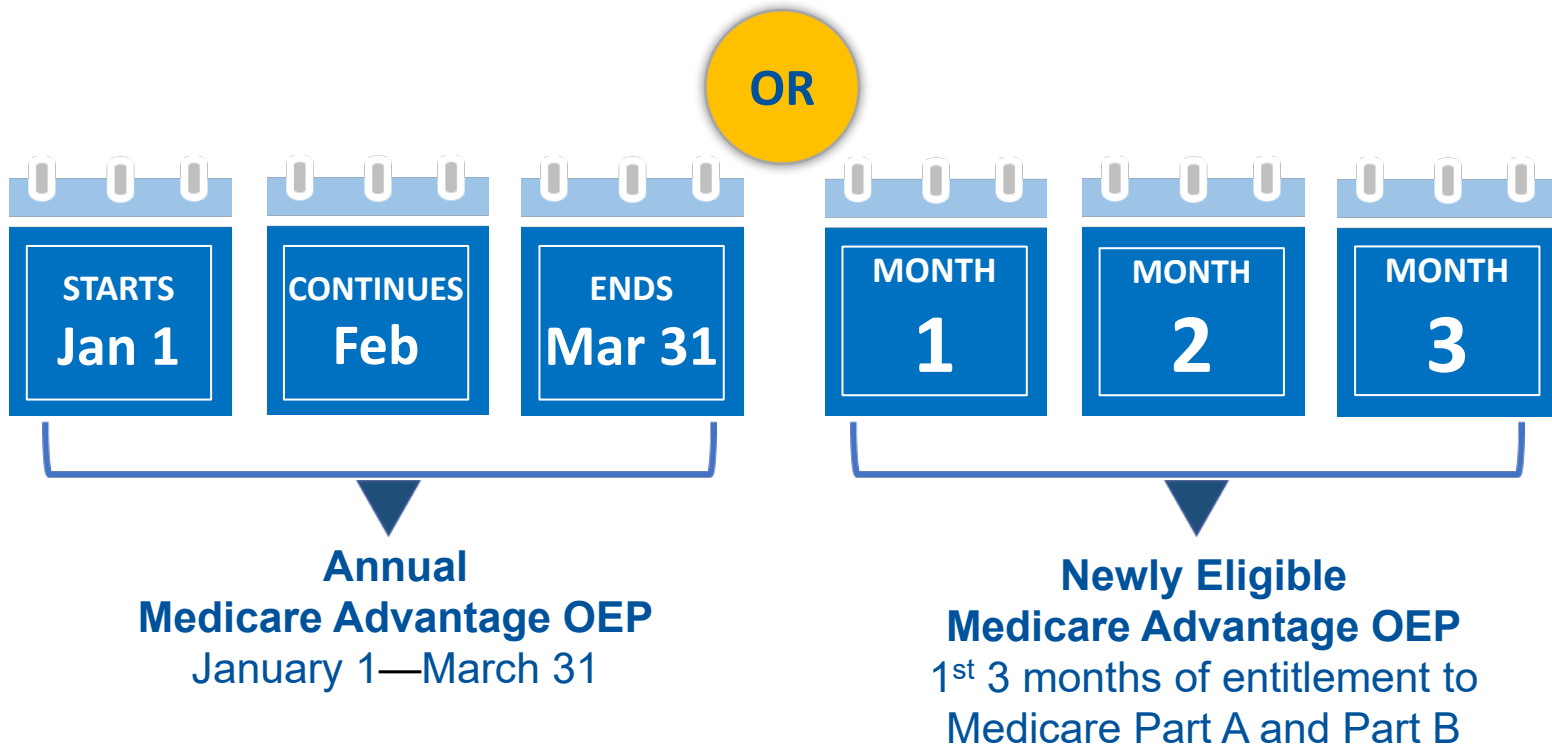 OR
STARTS
Jan 1
CONTINUES
Feb
ENDS
Mar 31
MONTH
1
MONTH
2
MONTH
3
Annual
Medicare Advantage OEP
January 1—March 31
Newly Eligible
Medicare Advantage OEP
1st 3 months of entitlement to
Medicare Part A and Part B